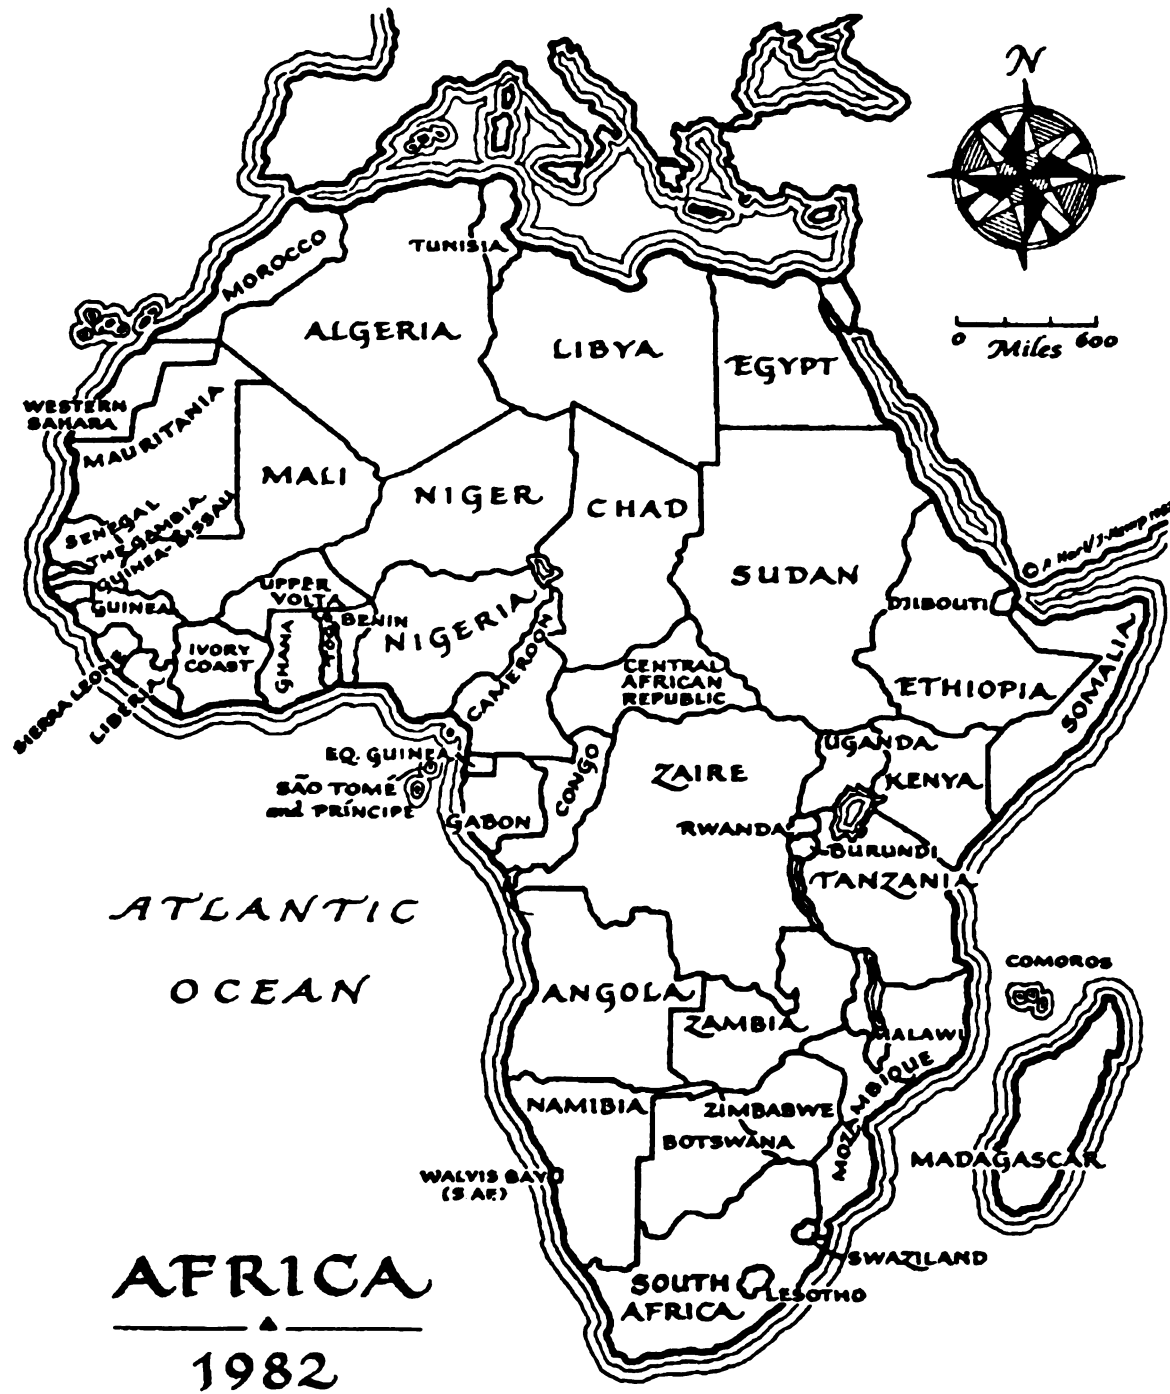 N
0 600
Miles
TUNISIA
MOROCCO
ALGERIA
LIBYA
EGYPT
WESTERN
SAHARA
MAURITANIA
MALI
NIGER
CHAD
SUDAN
SENEGAL
THE GAMBIA
GUINEA-BISSAU
GUINEA
UPPER
VOLTA
BENIN
NIGERIA
DJIBOUTI
IVORY
COAST
GHANA
TOGO
CAMEROON
CENTRAL
AFRICAN
REPUBLIC
ETHIOPIA
SOMALIA
SIERRA LEONE
LIBERIA
EQ. GUINEA
SÃO TOMÉ
and PRÍNCIPE
GABON
CONGO
ZAIRE
UGANDA
KENYA
RWANDA
BURUNDI
TANZANIA
ATLANTIC
OCEAN
COMOROS
ANGOLA
ZAMBIA
MALAWI
MOZAMBIQUE
NAMIBIA
ZIMBABWE
BOTSWANA
MADAGASCAR
WALVIS BAY
(S AF.)
SWAZILAND
SOUTH
AFRICA
LESOTHO
AFRICA
1982